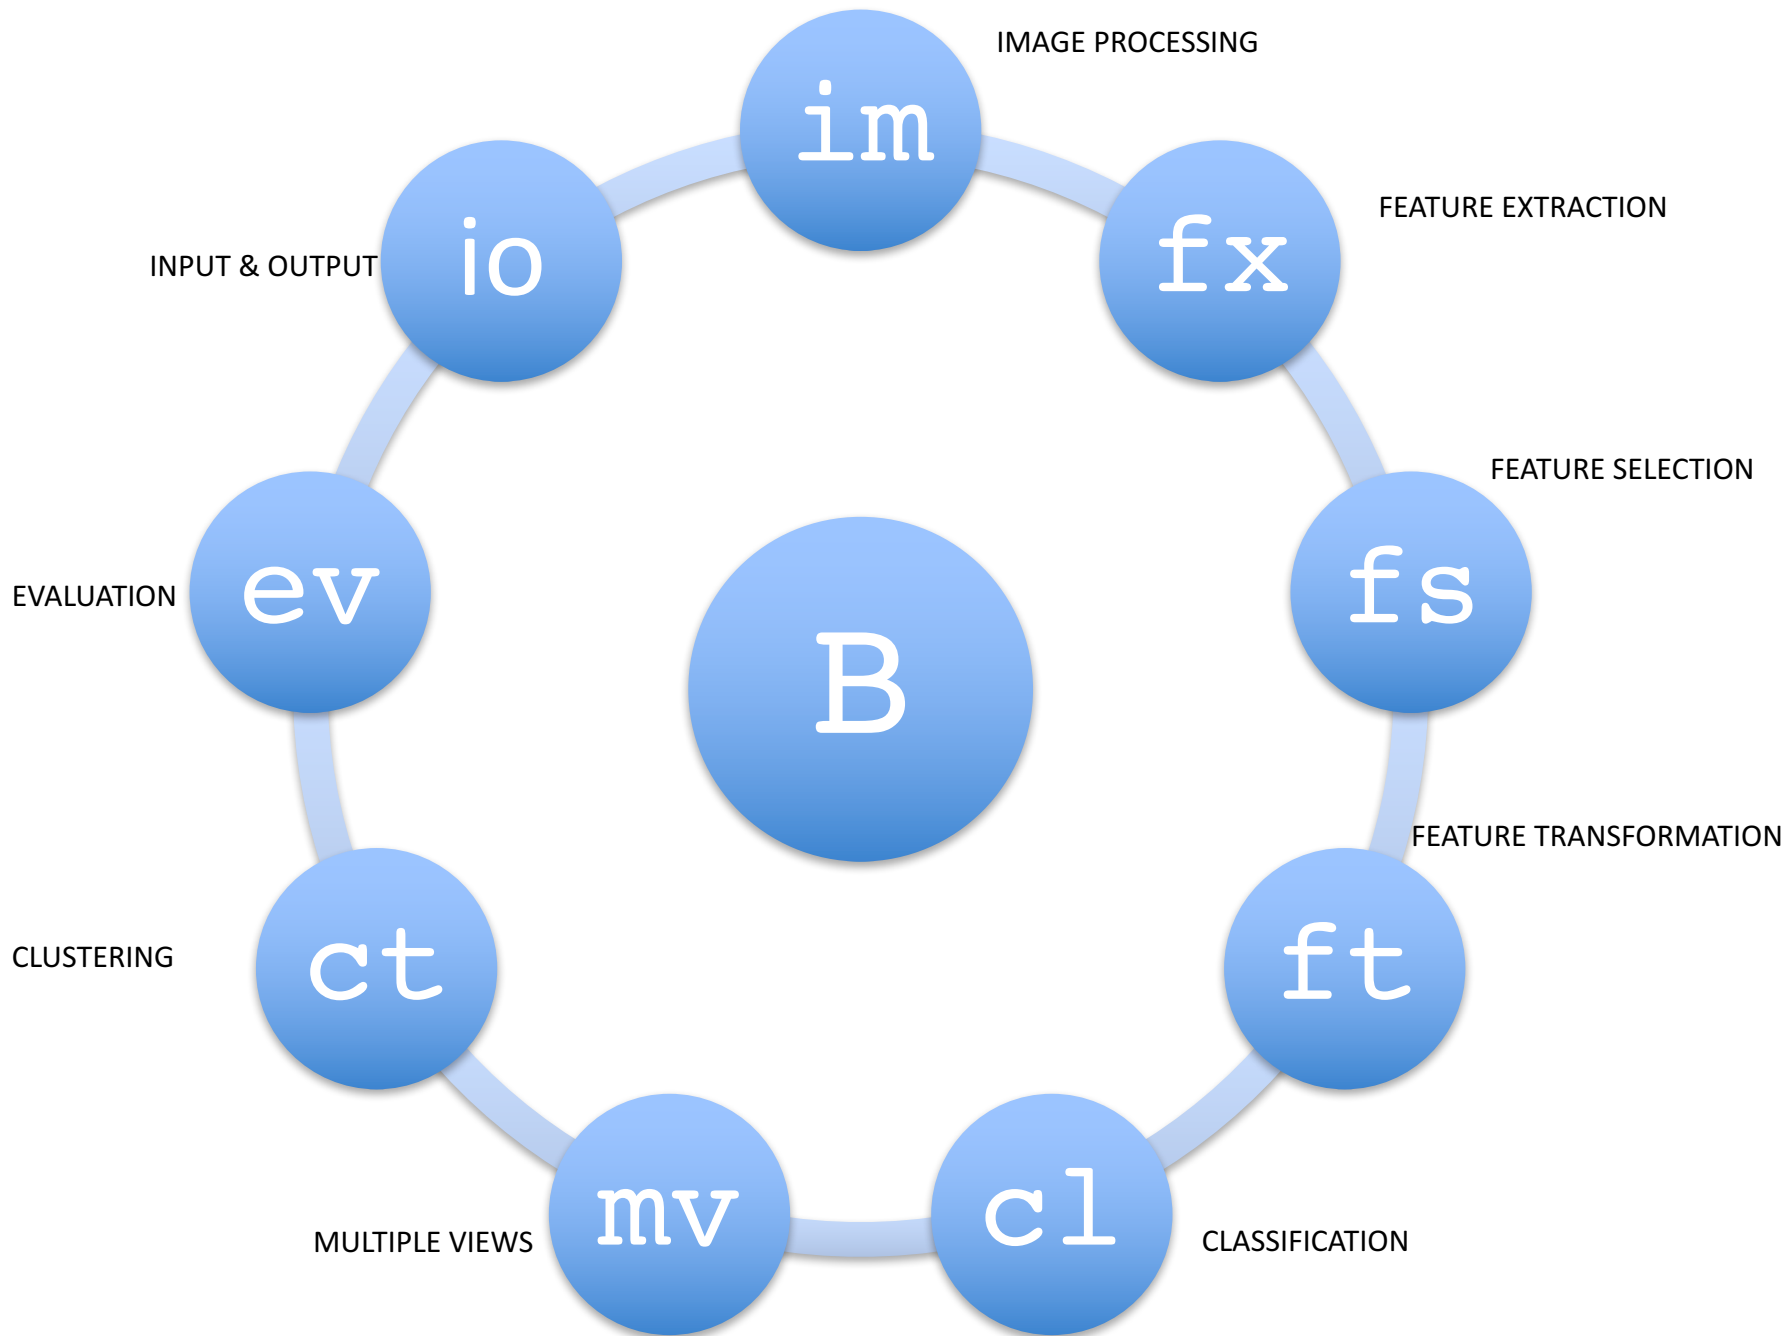 IMAGE PROCESSING
im
FEATURE EXTRACTION
fx
INPUT & OUTPUT
io
FEATURE SELECTION
fs
EVALUATION
ev
B
FEATURE TRANSFORMATION
ft
CLUSTERING
ct
MULTIPLE VIEWS
mv
cl
CLASSIFICATION